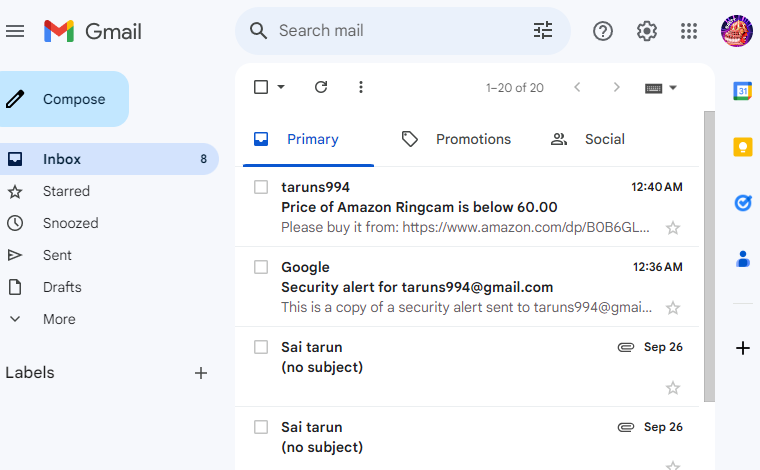 Gmail
Search mail
Compose
Inbox 8
Starred
Snoozed
Sent
Drafts
More
Labels
1–20 of 20
Primary Promotions Social
taruns994 12:40 AM
Price of Amazon Ringcam is below 60.00
Please buy it from: https://www.amazon.com/dp/B0B6GL...
Google 12:36 AM
Security alert for taruns994@gmail.com
This is a copy of a security alert sent to taruns994@gmai...
Sai tarun Sep 26
(no subject)
Sai tarun Sep 26
(no subject)
31